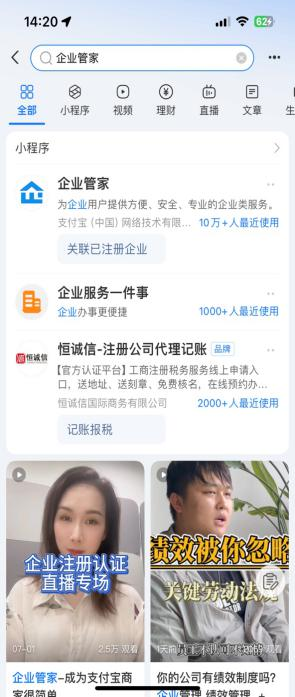 14:20
62
企业管家
全部
小程序
视频
理财
直播
文章
小程序
企业管家
为企业用户提供方便、安全、专业的企业类服务。
支付宝(中国)网络技术有限... 10万+人最近使用
关联已注册企业
企业服务一件事
企业办事更便捷 1000+人最近使用
恒诚信
恒诚信-注册公司代理记账 品牌
【官方认证平台】工商注册税务服务线上申请入
口,送地址、送刻章、免费核名,在线预约办...
恒诚信国际商务有限公司 2000+人最近使用
记账报税
企业注册认证
直播专场
07-01 2.5万 观看
企业管家-成为支付宝商
家很简单
绩效被你忽略
关键劳动法规
1天前
你的公司有绩效制度吗?
企业管理 绩效管理